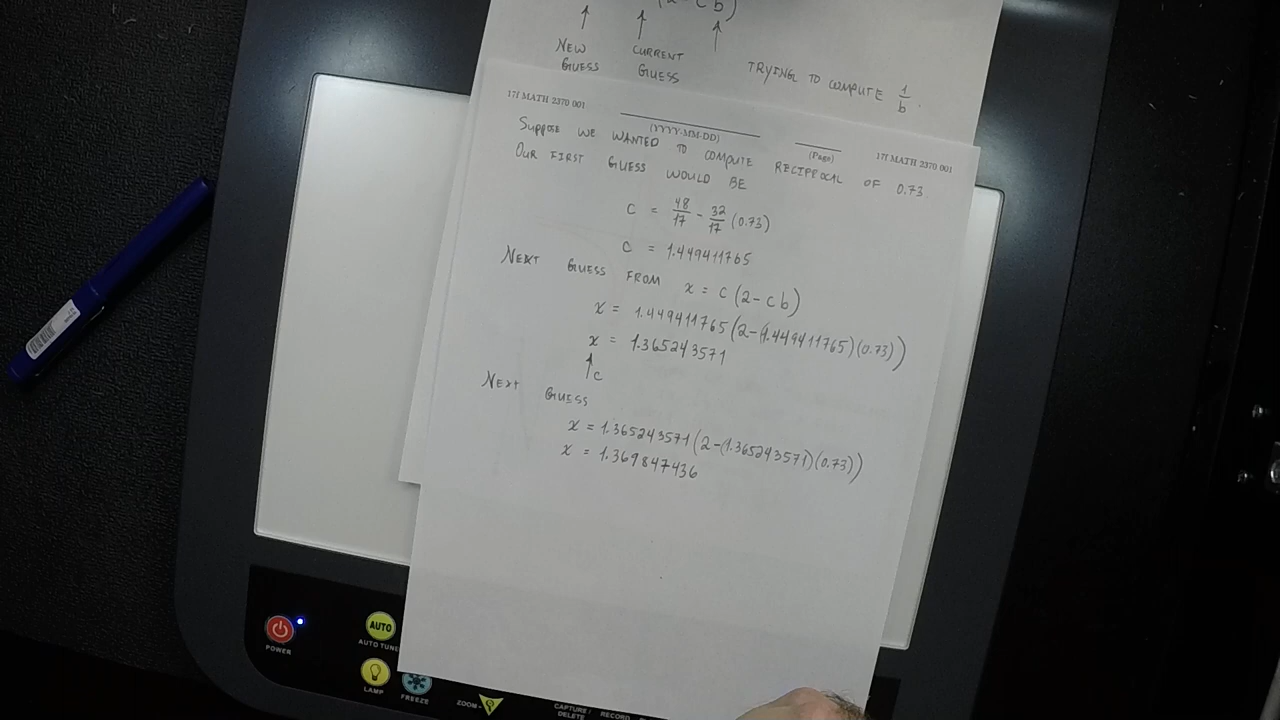 (2-cb)
↑ ↑ ↑
NEW GUESS
CURRENT GUESS
TRYING TO COMPUTE 1/b.
17f MATH 2370 001
(YYYY-MM-DD)
(Page)
17f MATH 2370 001
SUPPOSE WE WANTED TO COMPUTE RECIPROCAL OF 0.73.
OUR FIRST GUESS WOULD BE
C = 48/17 - 32/17 (0.73)
C = 1.449411765
NEXT GUESS FROM x = c(2-cb)
x = 1.449411765(2-(1.449411765)(0.73))
x = 1.365243571
↑c
NEXT GUESS
x = 1.365243571(2-(1.365243571)(0.73))
x = 1.369847436
POWER
AUTO
AUTO TUNE
LAMP
FREEZE
ZOOM -
CAPTURE / DELETE
RECORD